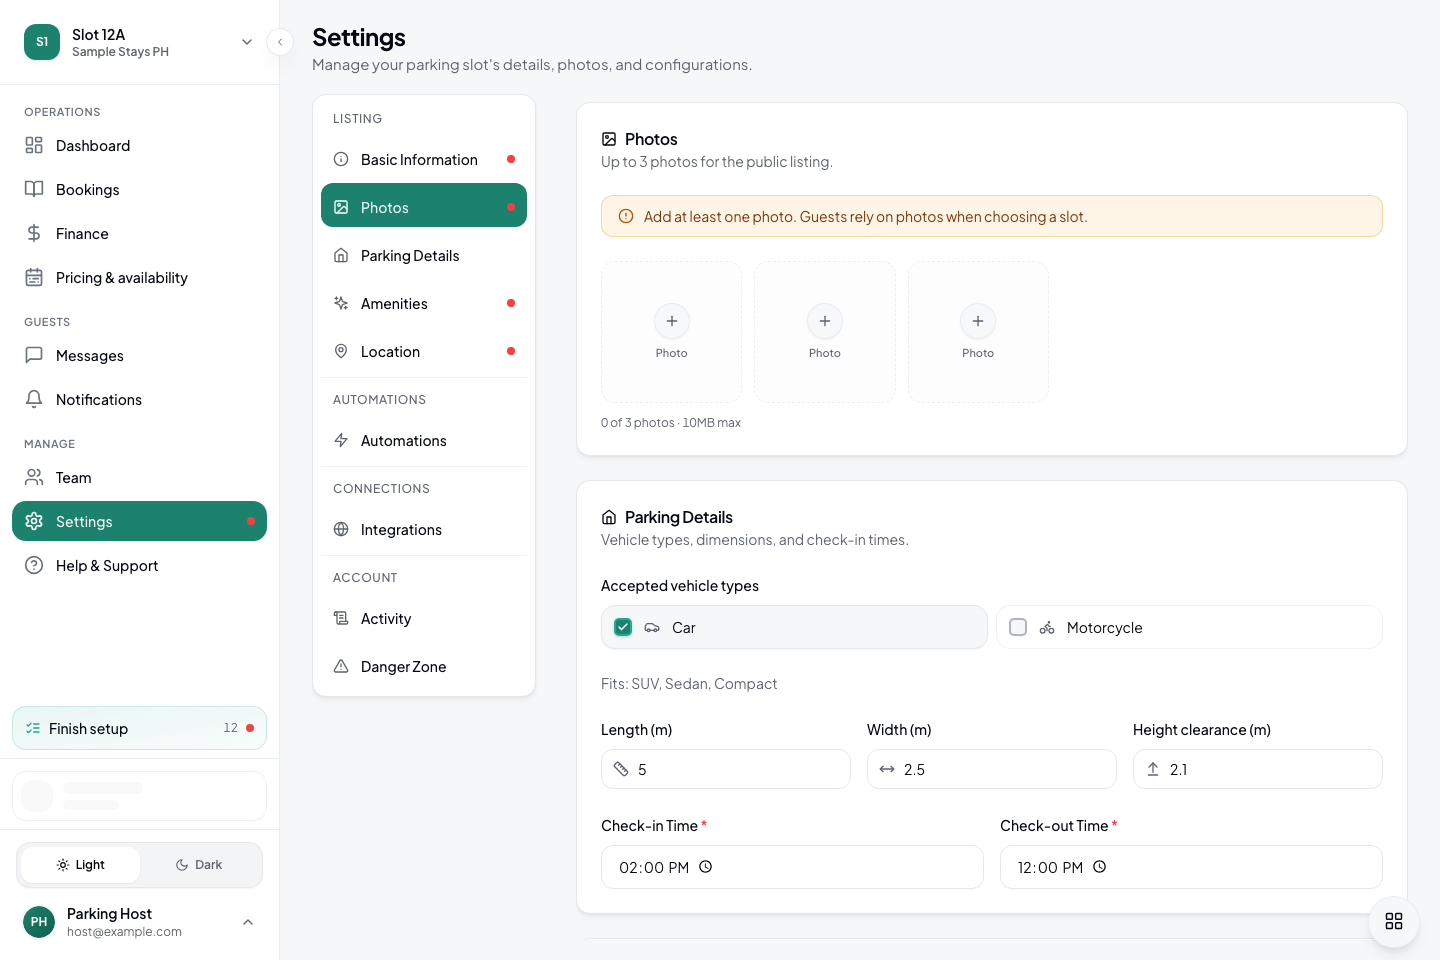 S1
Slot 12A
Sample Stays PH
OPERATIONS
Dashboard
Bookings
Finance
Pricing & availability
GUESTS
Messages
Notifications
MANAGE
Team
Settings
Help & Support
Finish setup
12
Light
Dark
PH
Parking Host
host@example.com
Settings
Manage your parking slot's details, photos, and configurations.
LISTING
Basic Information
Photos
Parking Details
Amenities
Location
AUTOMATIONS
Automations
CONNECTIONS
Integrations
ACCOUNT
Activity
Danger Zone
Photos
Up to 3 photos for the public listing.
Add at least one photo. Guests rely on photos when choosing a slot.
Photo
Photo
Photo
0 of 3 photos · 10MB max
Parking Details
Vehicle types, dimensions, and check-in times.
Accepted vehicle types
Car
Motorcycle
Fits: SUV, Sedan, Compact
Length (m)
Width (m)
Height clearance (m)
5
2.5
2.1
Check-in Time *
Check-out Time *
02:00 PM
12:00 PM